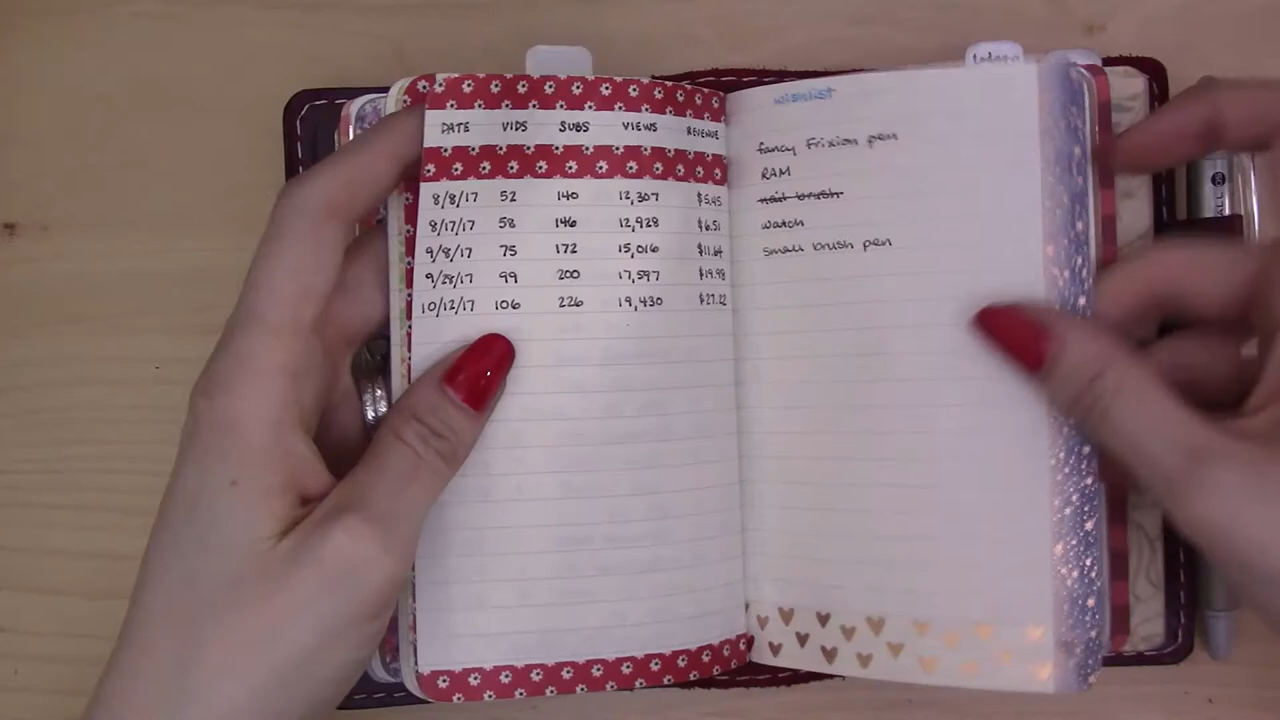 DATE VIDS SUBS VIEWS REVENUE
8/8/17 52 140 12,307 $5.45
8/17/17 58 146 12,928 $6.51
9/8/17 75 172 15,016 $11.64
9/28/17 99 200 17,597 $19.98
10/12/17 106 226 19,430 $27.22
wishlist
fancy Frixion pen
RAM
nail brush
watch
small brush pen